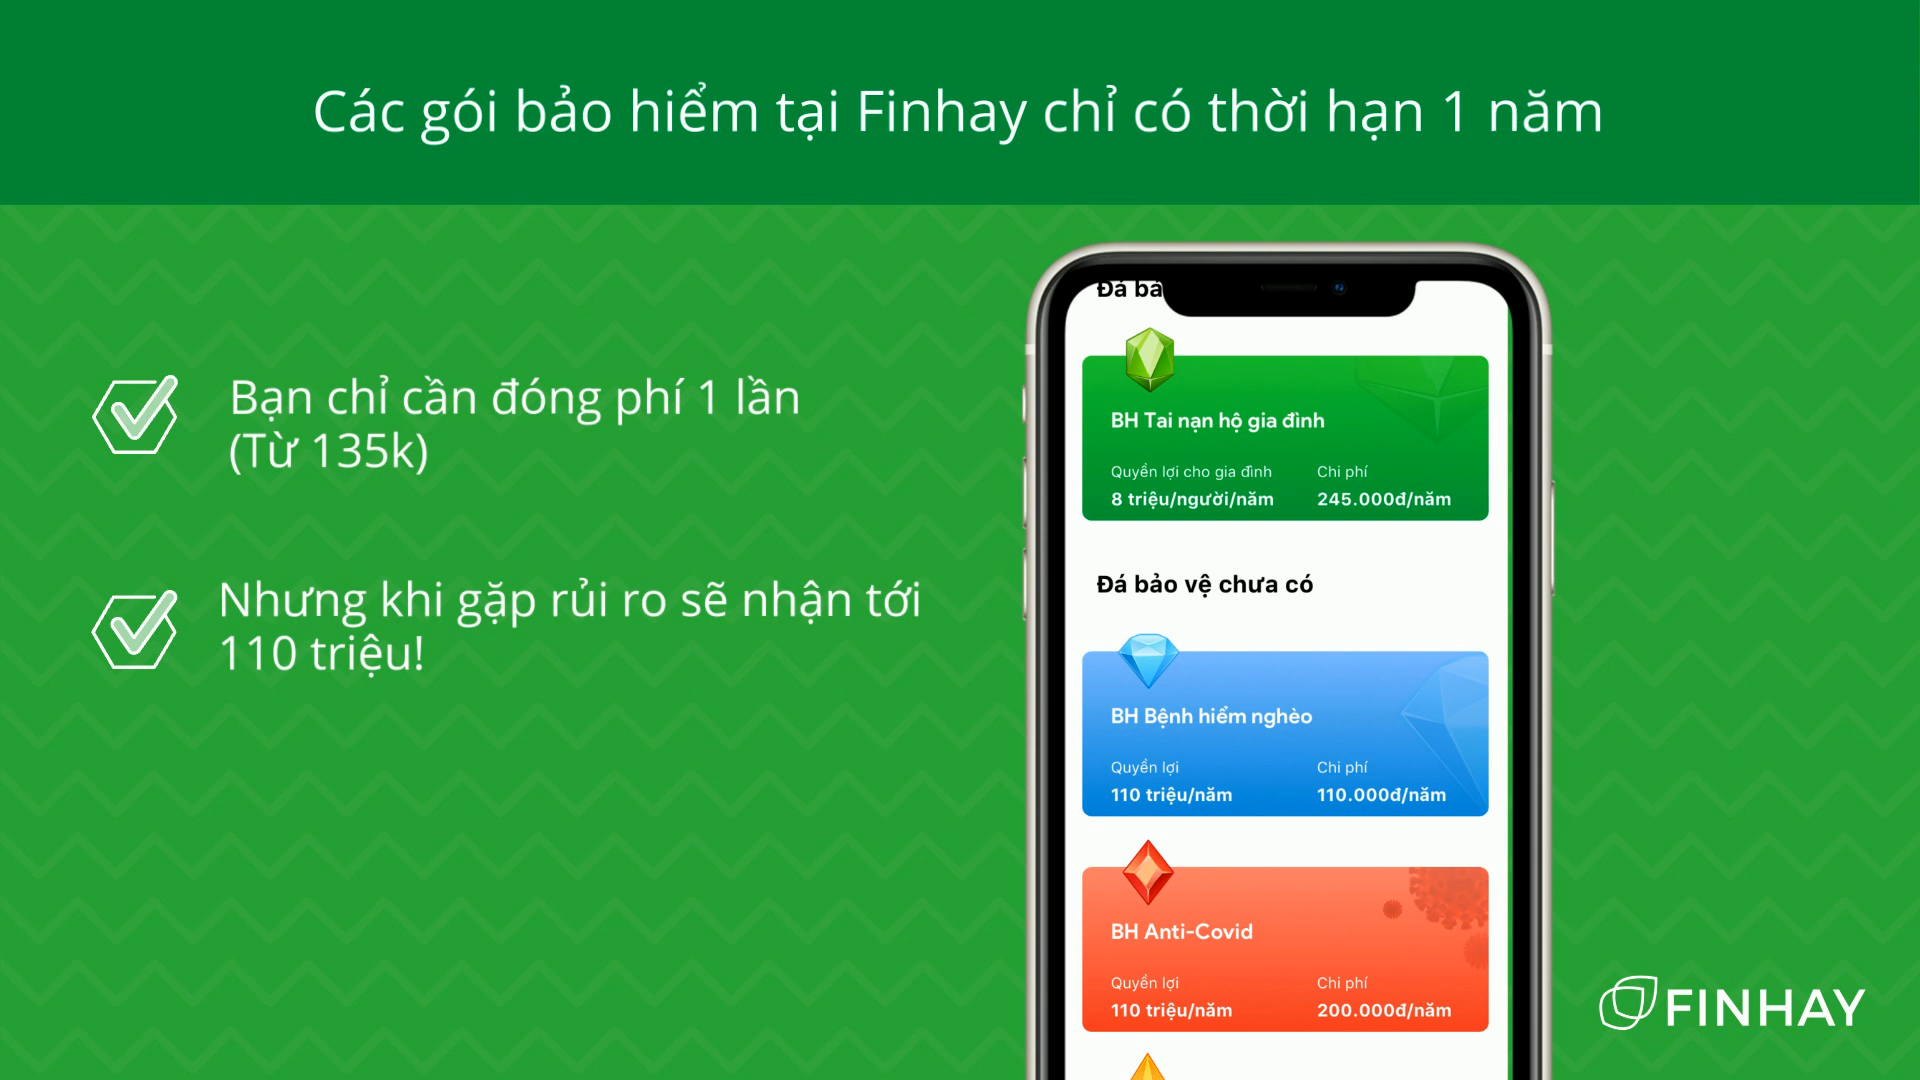 Các gói bảo hiểm tại Finhay chỉ có thời hạn 1 năm
Bạn chỉ cần đóng phí 1 lần
(Từ 135k)
Nhưng khi gặp rủi ro sẽ nhận tới
110 triệu!
Đá bả
BH Tai nạn hộ gia đình
Quyền lợi cho gia đình Chi phí
8 triệu/người/năm 245.000đ/năm
Đá bảo vệ chưa có
BH Bệnh hiểm nghèo
Quyền lợi Chi phí
110 triệu/năm 110.000đ/năm
BH Anti-Covid
Quyền lợi Chi phí
110 triệu/năm 200.000đ/năm
FINHAY